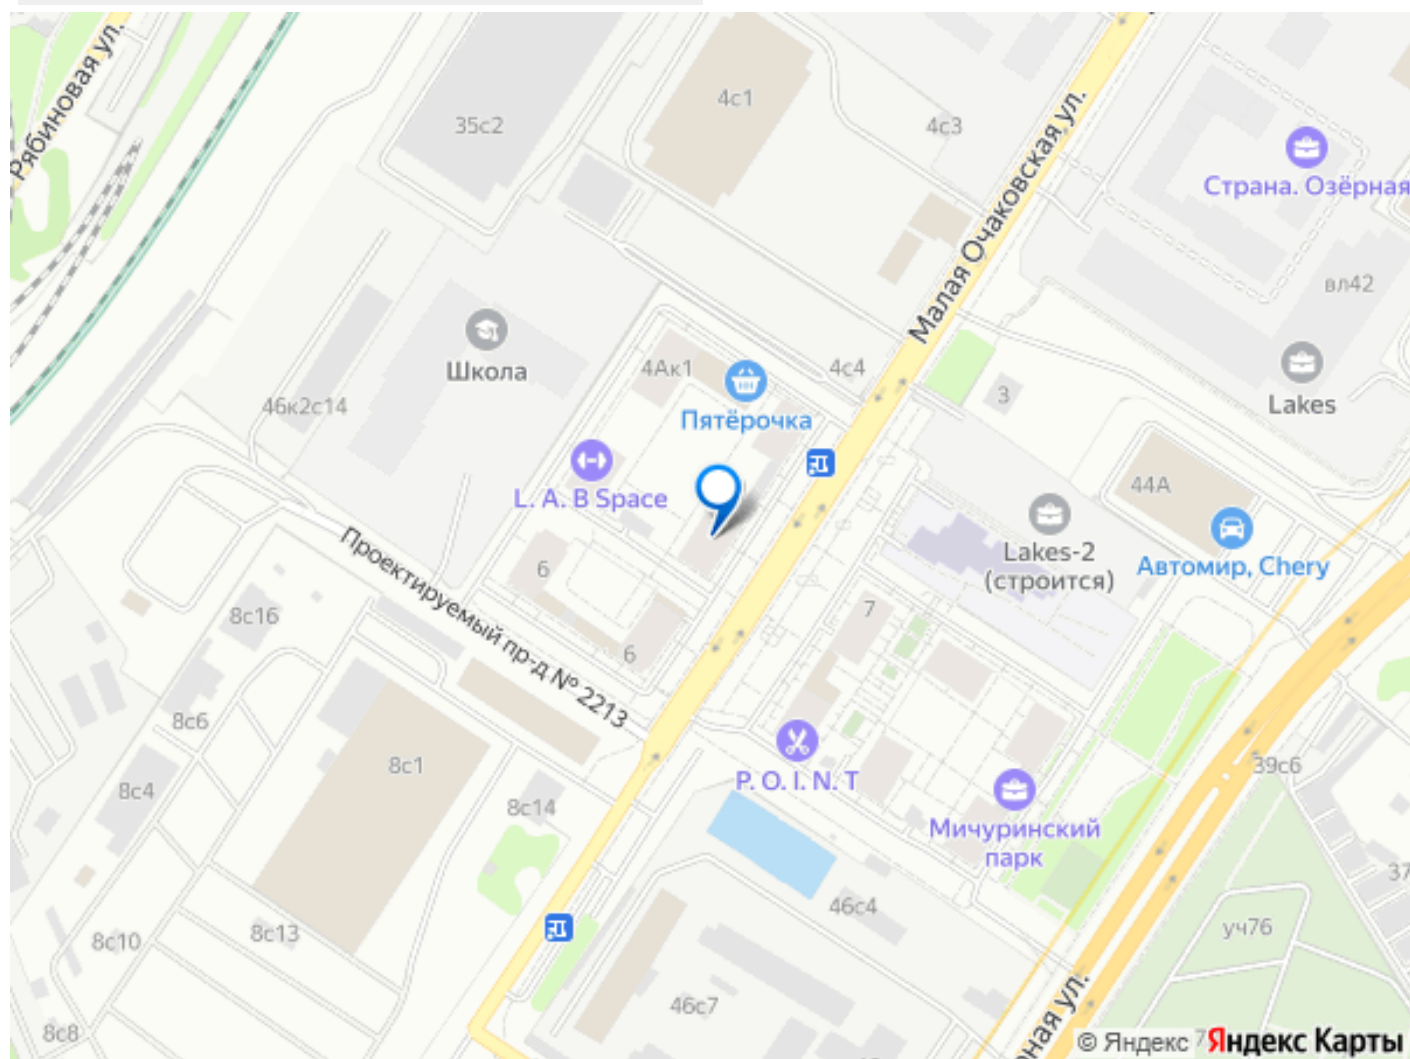 Рябиновая ул.
4с1
35с2
4с3
Малая Очаковская ул.
Страна. Озёрная
вл42
Школа
4Ак1
4с4
3
Lakes
46к2с14
Пятёрочка
L. A. B Space
44А
Lakes-2
(строится)
Автомир, Chery
Проектируемый пр-д № 2213
6
7
8с16
6
8с6
P. O. I. N. T
39с6
8с1
8с4
8с14
Мичуринский
парк
37
46с4
уч76
8с13
8с10
46с7
8с8
ная ул.
© Яндекс
7
Яндекс Карты